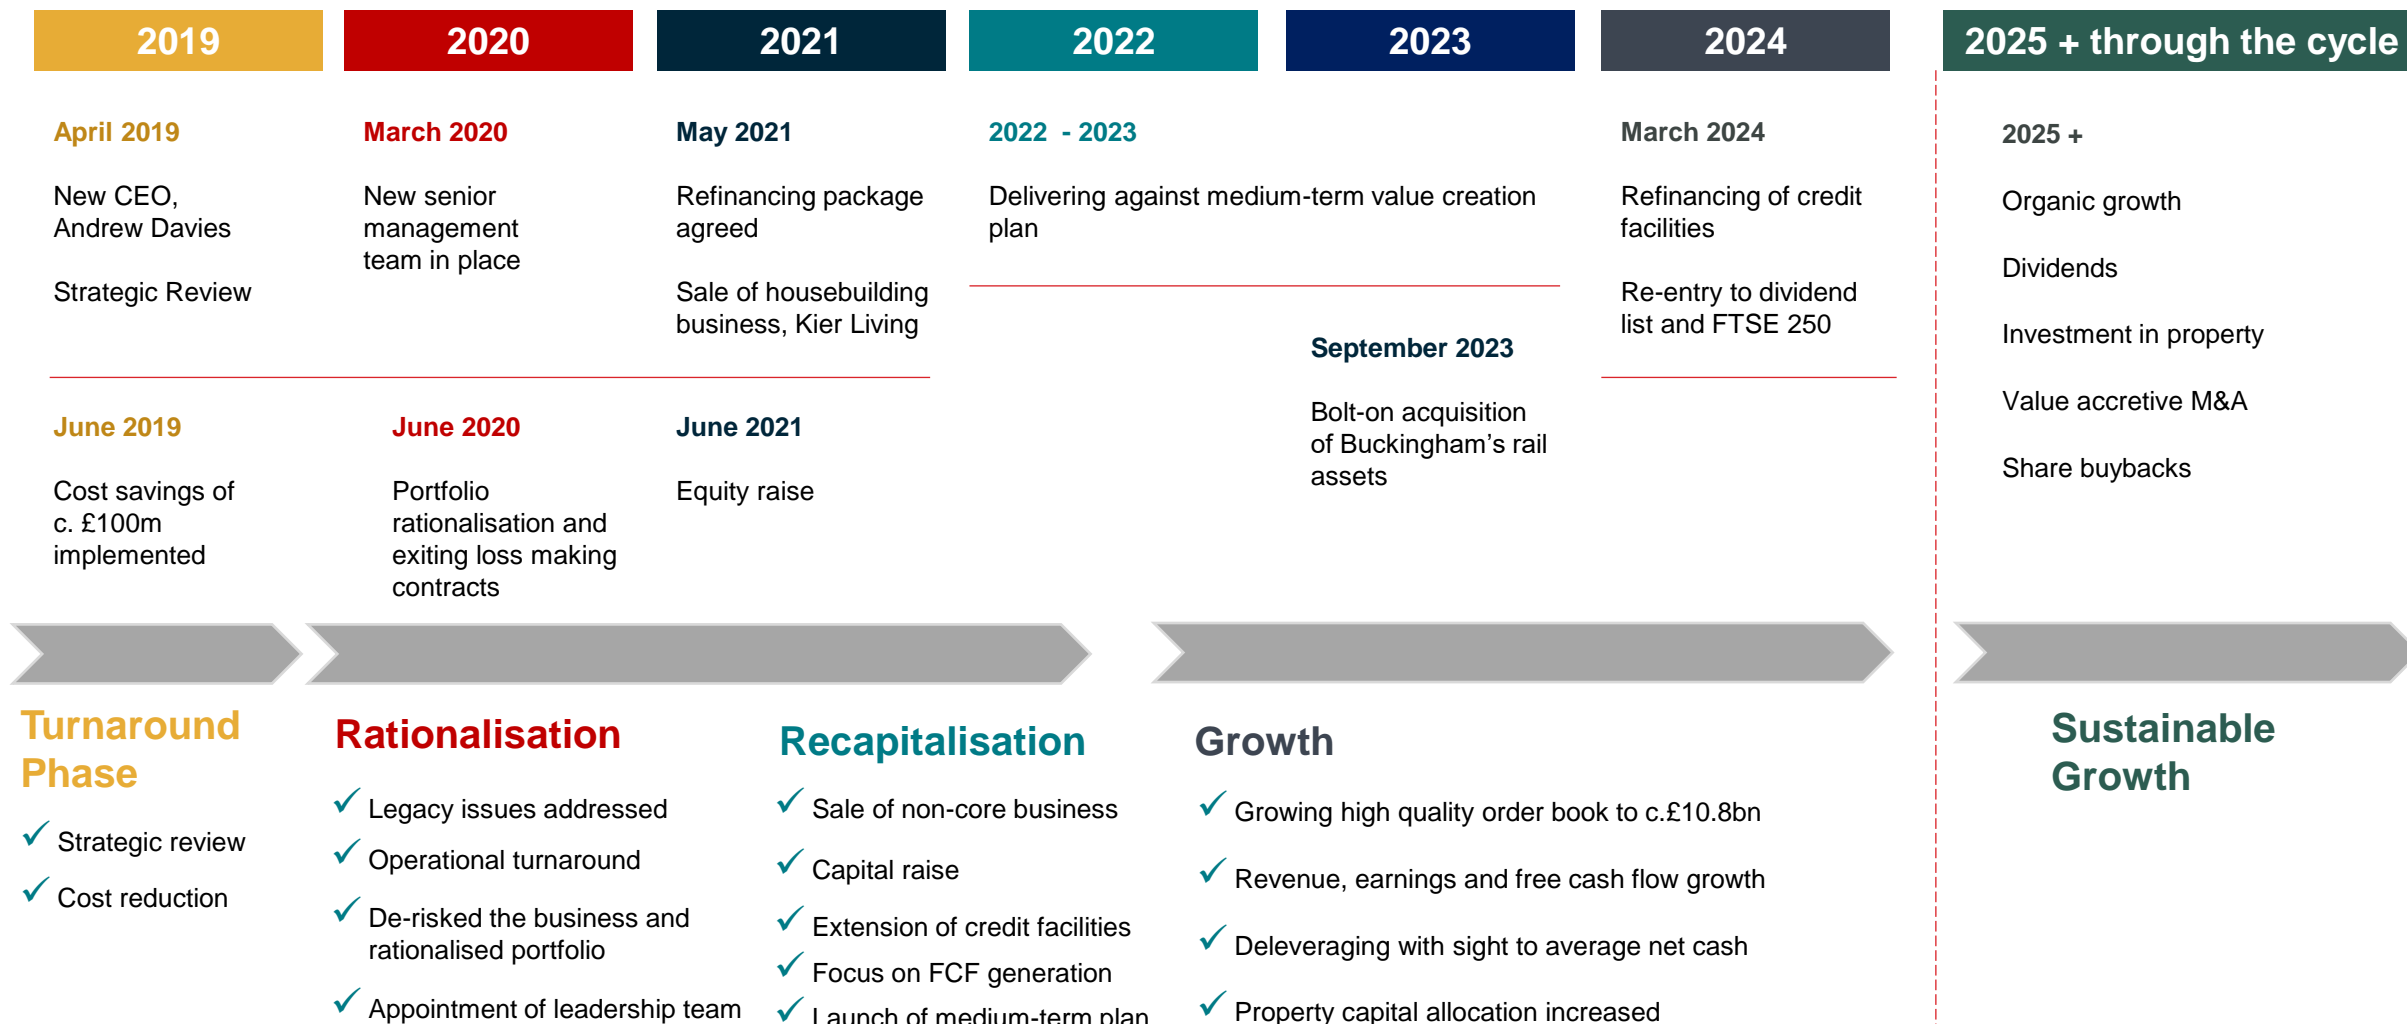 2019
2020
2021
2022
2023
2024
2025 + through the cycle
April 2019
New CEO,
Andrew Davies
Strategic Review
June 2019
Cost savings of
c. £100m
implemented
March 2020
New senior
management
team in place
June 2020
Portfolio
rationalisation and
exiting loss making
contracts
May 2021
Refinancing package
agreed
Sale of housebuilding
business, Kier Living
June 2021
Equity raise
2022 - 2023
Delivering against medium-term value creation
plan
September 2023
Bolt-on acquisition
of Buckingham’s rail
assets
March 2024
Refinancing of credit
facilities
Re-entry to dividend
list and FTSE 250
2025 +
Organic growth
Dividends
Investment in property
Value accretive M&A
Share buybacks
Turnaround
Phase
✓ Strategic review
✓ Cost reduction
Rationalisation
✓ Legacy issues addressed
✓ Operational turnaround
✓ De-risked the business and
rationalised portfolio
✓ Appointment of leadership team
Recapitalisation
✓ Sale of non-core business
✓ Capital raise
✓ Extension of credit facilities
✓ Focus on FCF generation
✓ Launch of medium-term plan
Growth
✓ Growing high quality order book to c.£10.8bn
✓ Revenue, earnings and free cash flow growth
✓ Deleveraging with sight to average net cash
✓ Property capital allocation increased
Sustainable
Growth